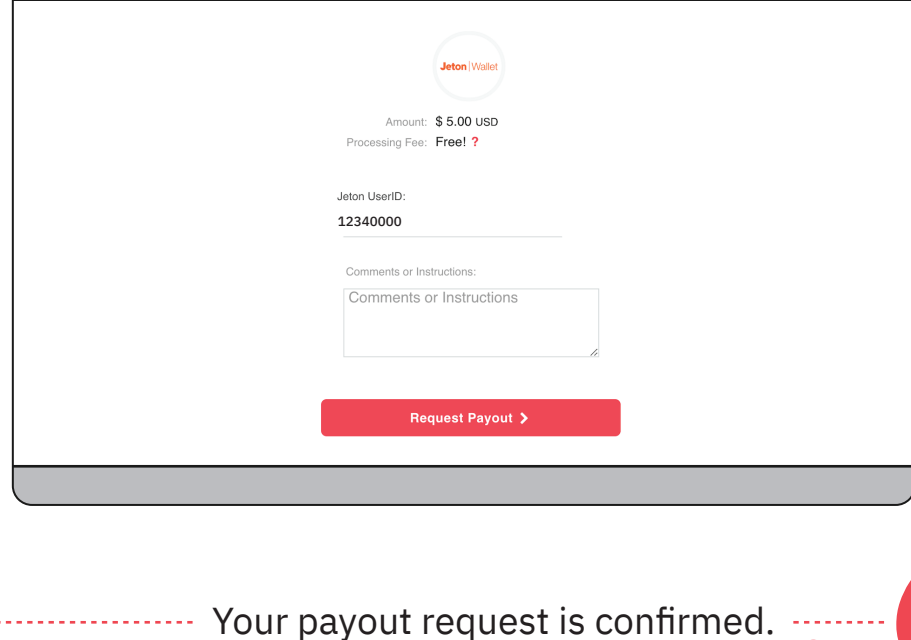 Jeton|Wallet
Amount: $ 5.00 USD
Processing Fee: Free! ?
Jeton UserID:
12340000
Comments or Instructions:
Comments or Instructions
Request Payout
Your payout request is confirmed.